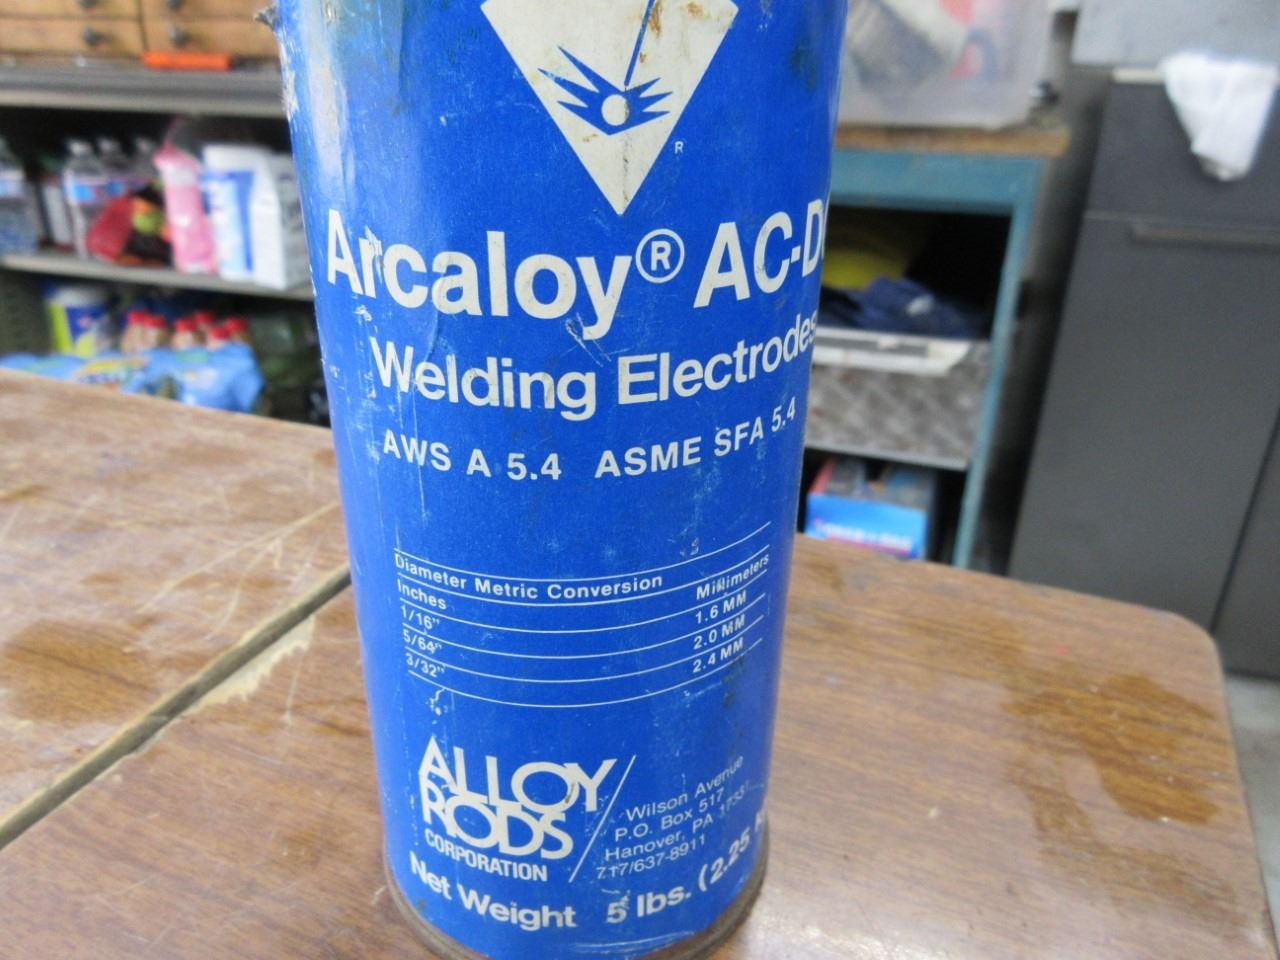 R
Arcaloy® AC-D
Welding Electrodes
AWS A 5.4 ASME SFA 5.4
Diameter Metric Conversion
Inches Millimeters
1/16" 1.6 MM
5/64" 2.0 MM
3/32" 2.4 MM
ALLOY
RODS
CORPORATION
Wilson Avenue
P.O. Box 517
Hanover, PA 17331
717/637-8911
Net Weight 5 lbs. (2.25